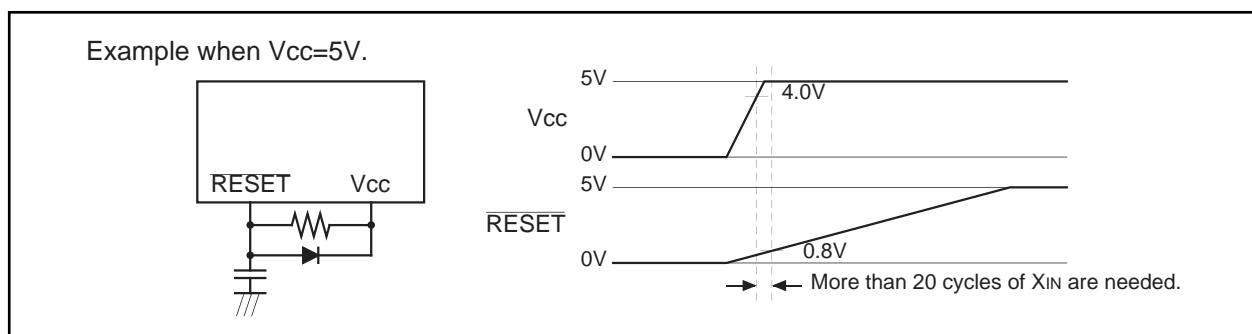 Example when Vcc=5V.
RESET Vcc
5V
4.0V
Vcc
0V
5V
RESET
0.8V
0V
More than 20 cycles of XIN are needed.